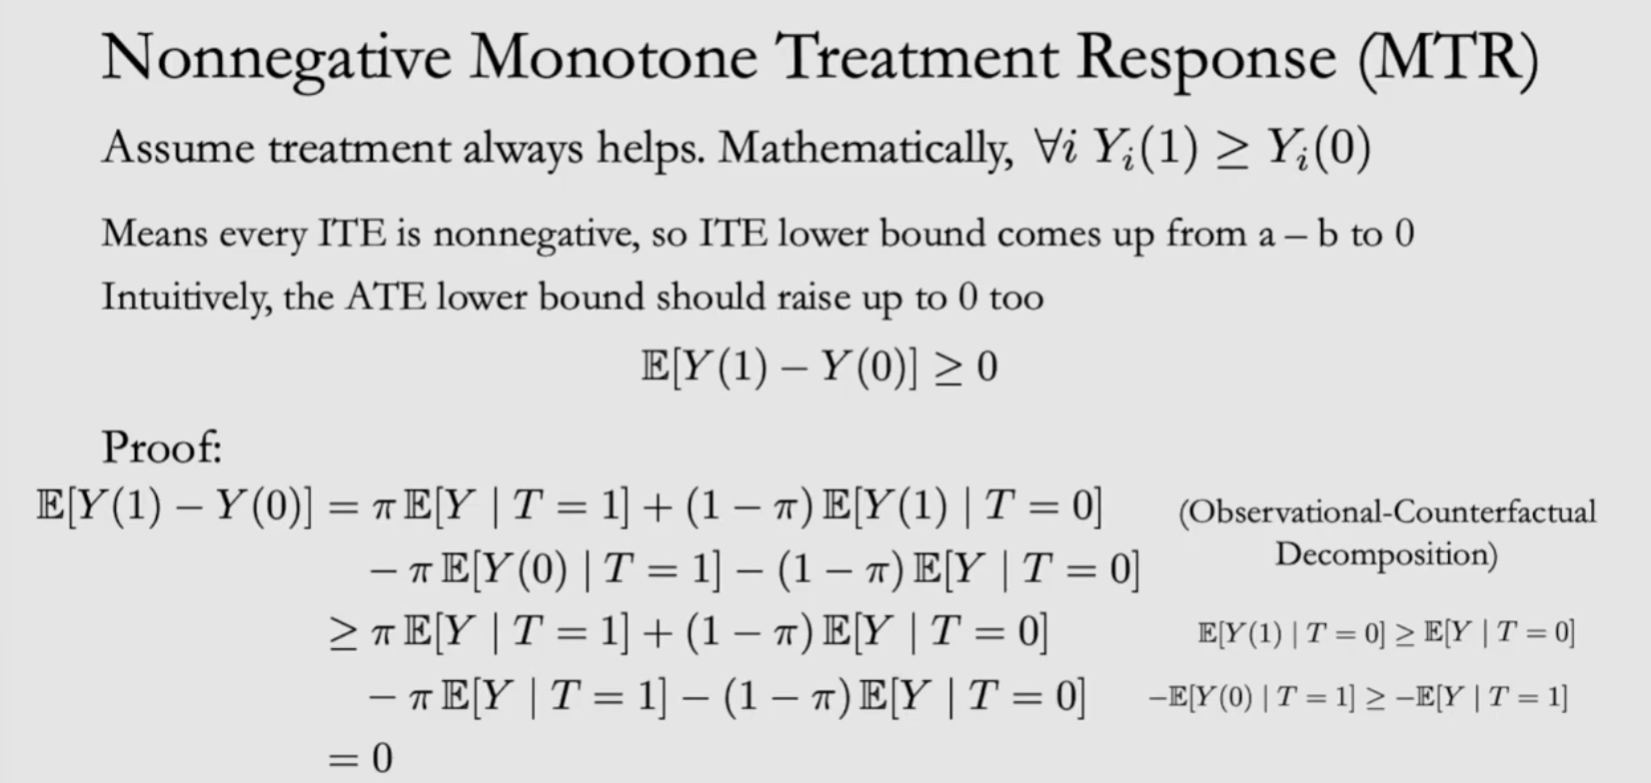 Nonnegative Monotone Treatment Response (MTR)
Assume treatment always helps. Mathematically, ∀i Yᵢ(1) ≥ Yᵢ(0)
Means every ITE is nonnegative, so ITE lower bound comes up from a – b to 0
Intuitively, the ATE lower bound should raise up to 0 too
𝔼[Y(1) − Y(0)] ≥ 0
Proof:
𝔼[Y(1) − Y(0)] = π 𝔼[Y | T = 1] + (1 − π) 𝔼[Y(1) | T = 0]
(Observational-Counterfactual
Decomposition)
− π 𝔼[Y(0) | T = 1] − (1 − π) 𝔼[Y | T = 0]
≥ π 𝔼[Y | T = 1] + (1 − π) 𝔼[Y | T = 0]
𝔼[Y(1) | T = 0] ≥ 𝔼[Y | T = 0]
− π 𝔼[Y | T = 1] − (1 − π) 𝔼[Y | T = 0]
−𝔼[Y(0) | T = 1] ≥ −𝔼[Y | T = 1]
= 0